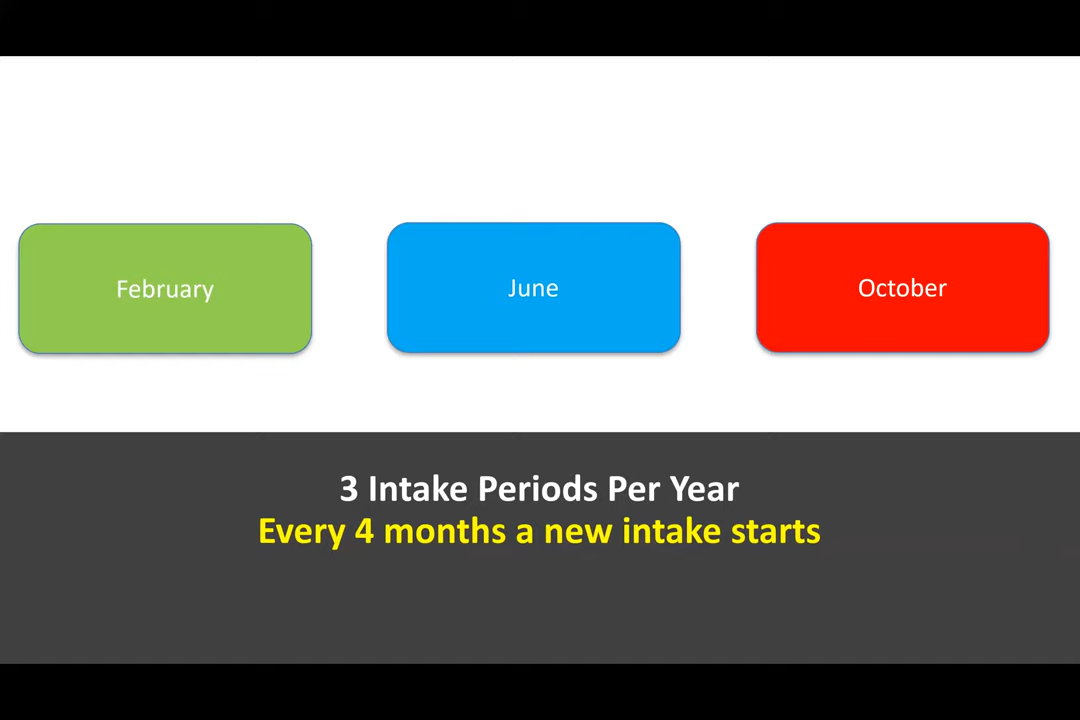 February
June
October
3 Intake Periods Per Year
Every 4 months a new intake starts